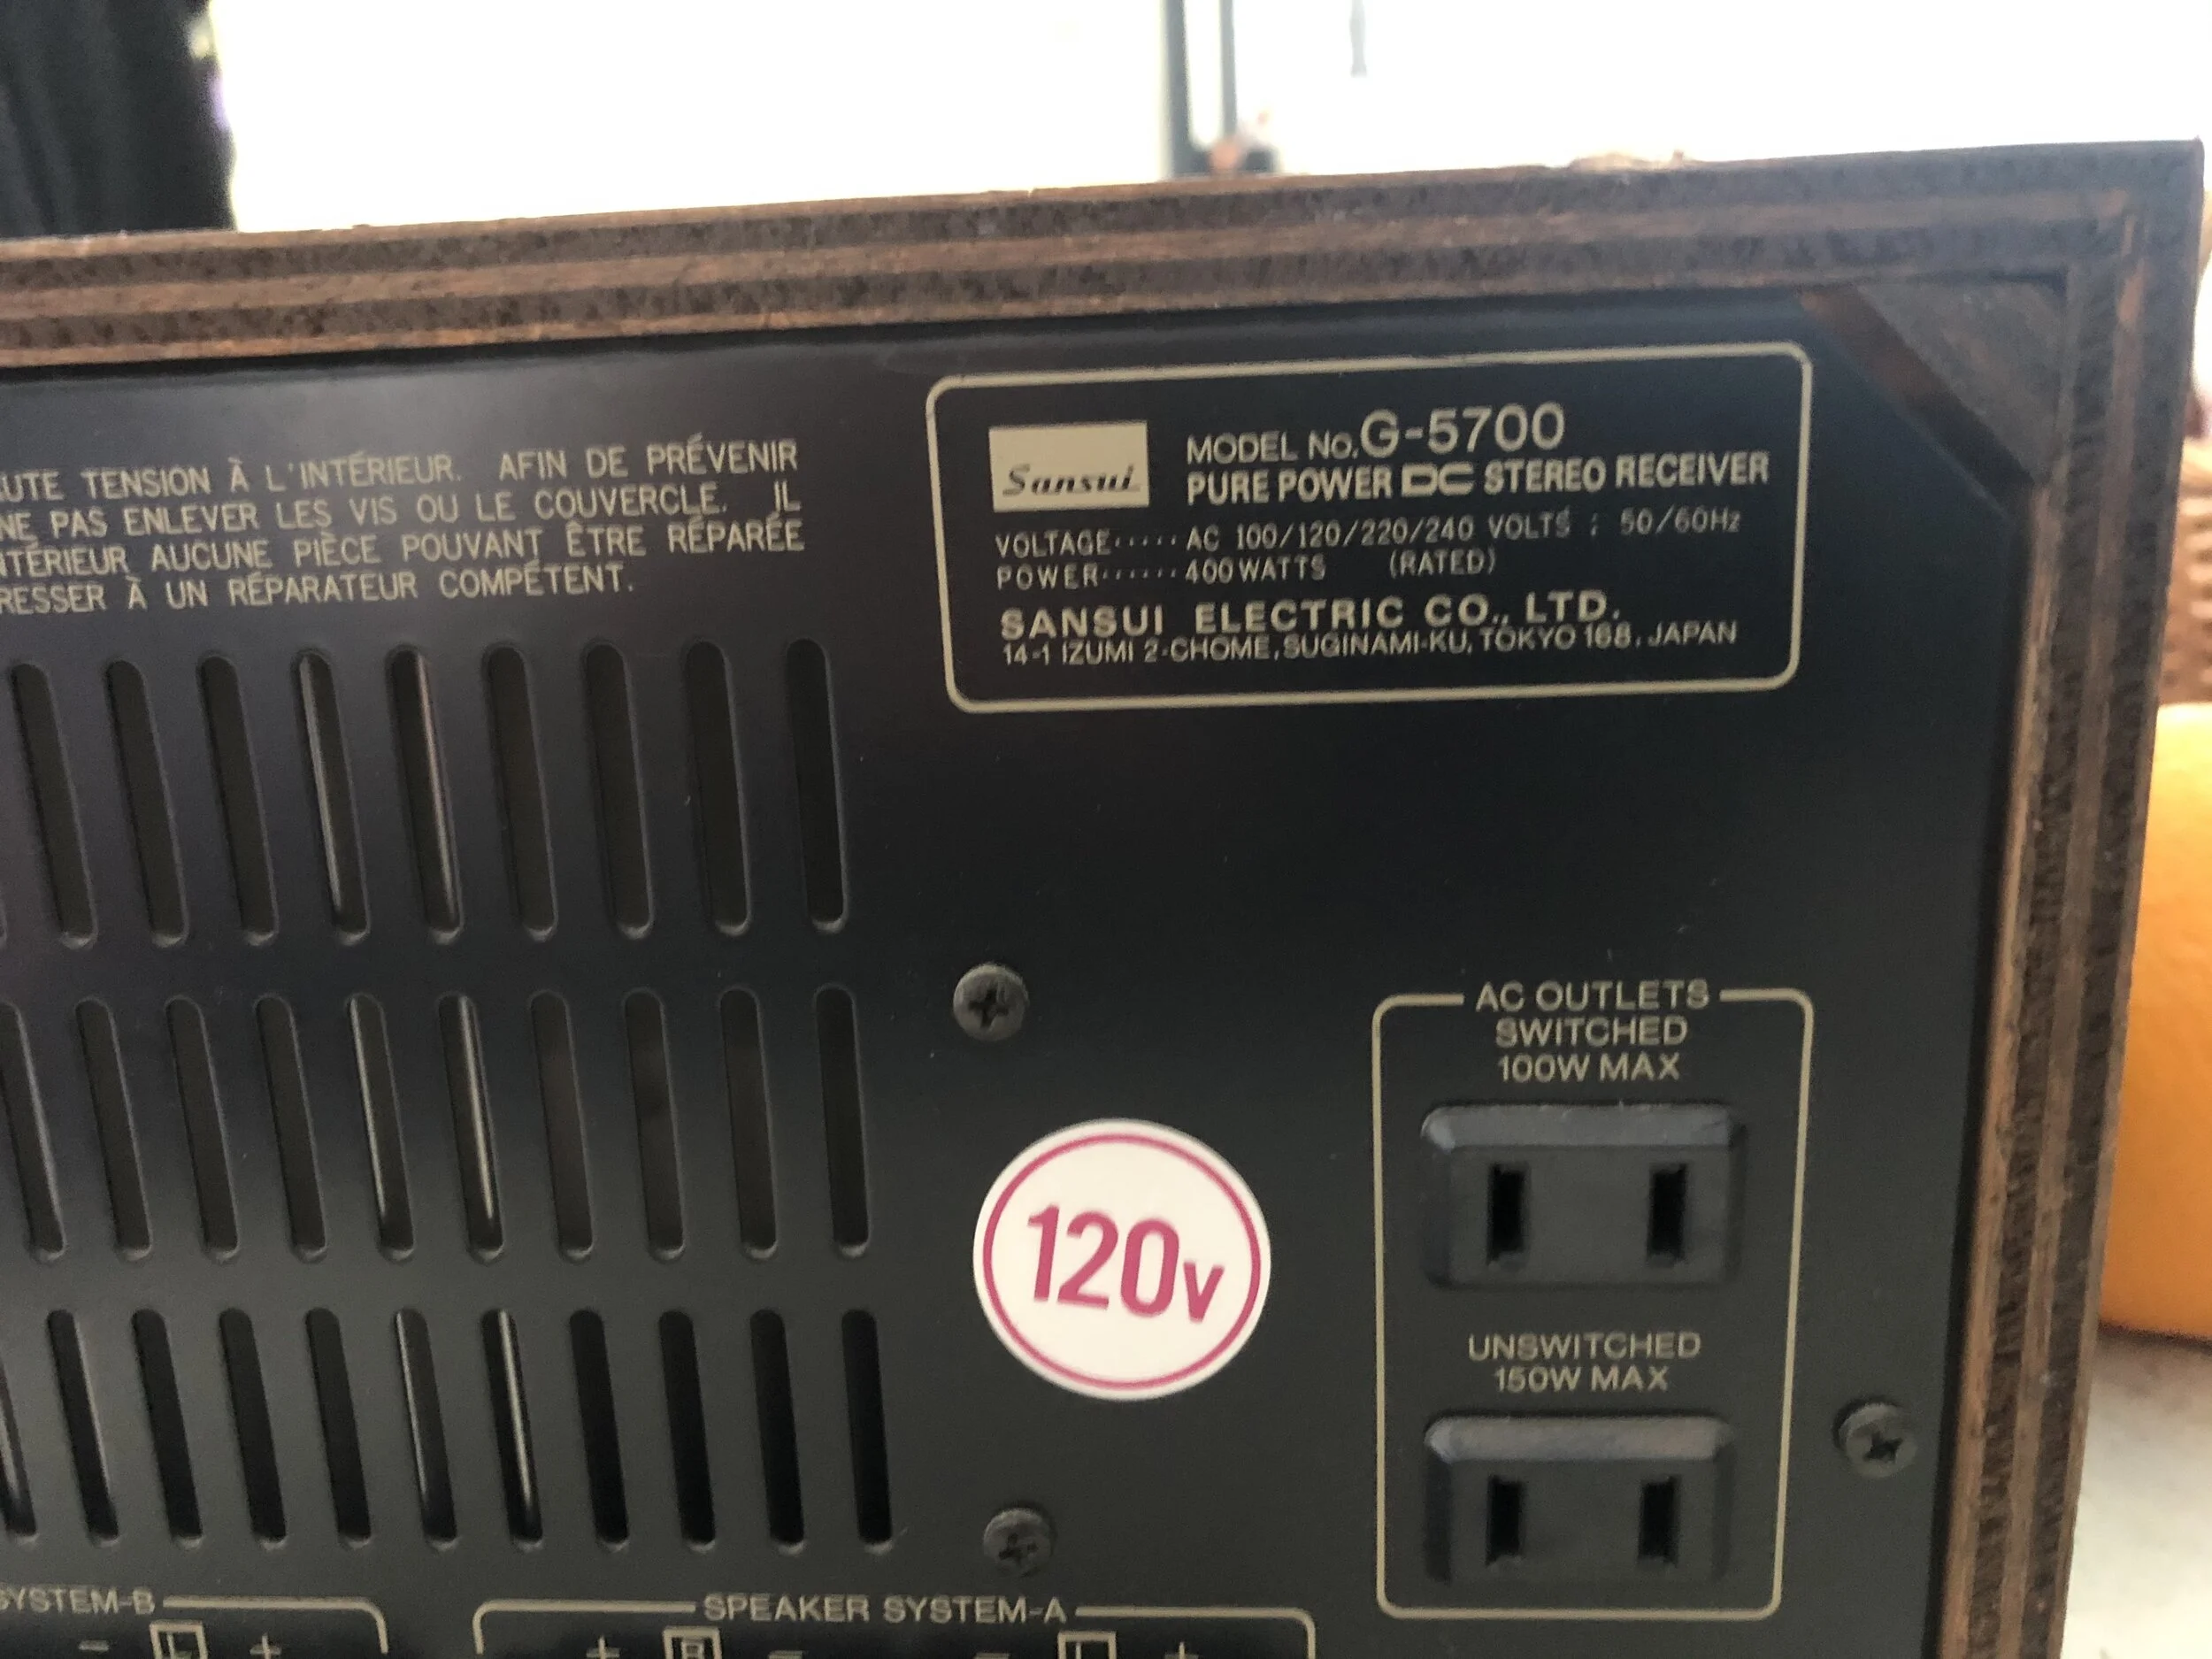 UTE TENSION À L'INTÉRIEUR. AFIN DE PRÉVENIR
NE PAS ENLEVER LES VIS OU LE COUVERCLE. IL
NTÉRIEUR AUCUNE PIÈCE POUVANT ÊTRE RÉPARÉE
RESSER À UN RÉPARATEUR COMPÉTENT.
Sansui
MODEL No. G-5700
PURE POWER DC STEREO RECEIVER
VOLTAGE····· AC 100/120/220/240 VOLTS ; 50/60Hz
POWER······ 400 WATTS (RATED)
SANSUI ELECTRIC CO., LTD.
14-1 IZUMI 2-CHOME, SUGINAMI-KU, TOKYO 168, JAPAN
AC OUTLETS
SWITCHED
100W MAX
120v
UNSWITCHED
150W MAX
SYSTEM-B
- L +
SPEAKER SYSTEM-A
+ R - - L +